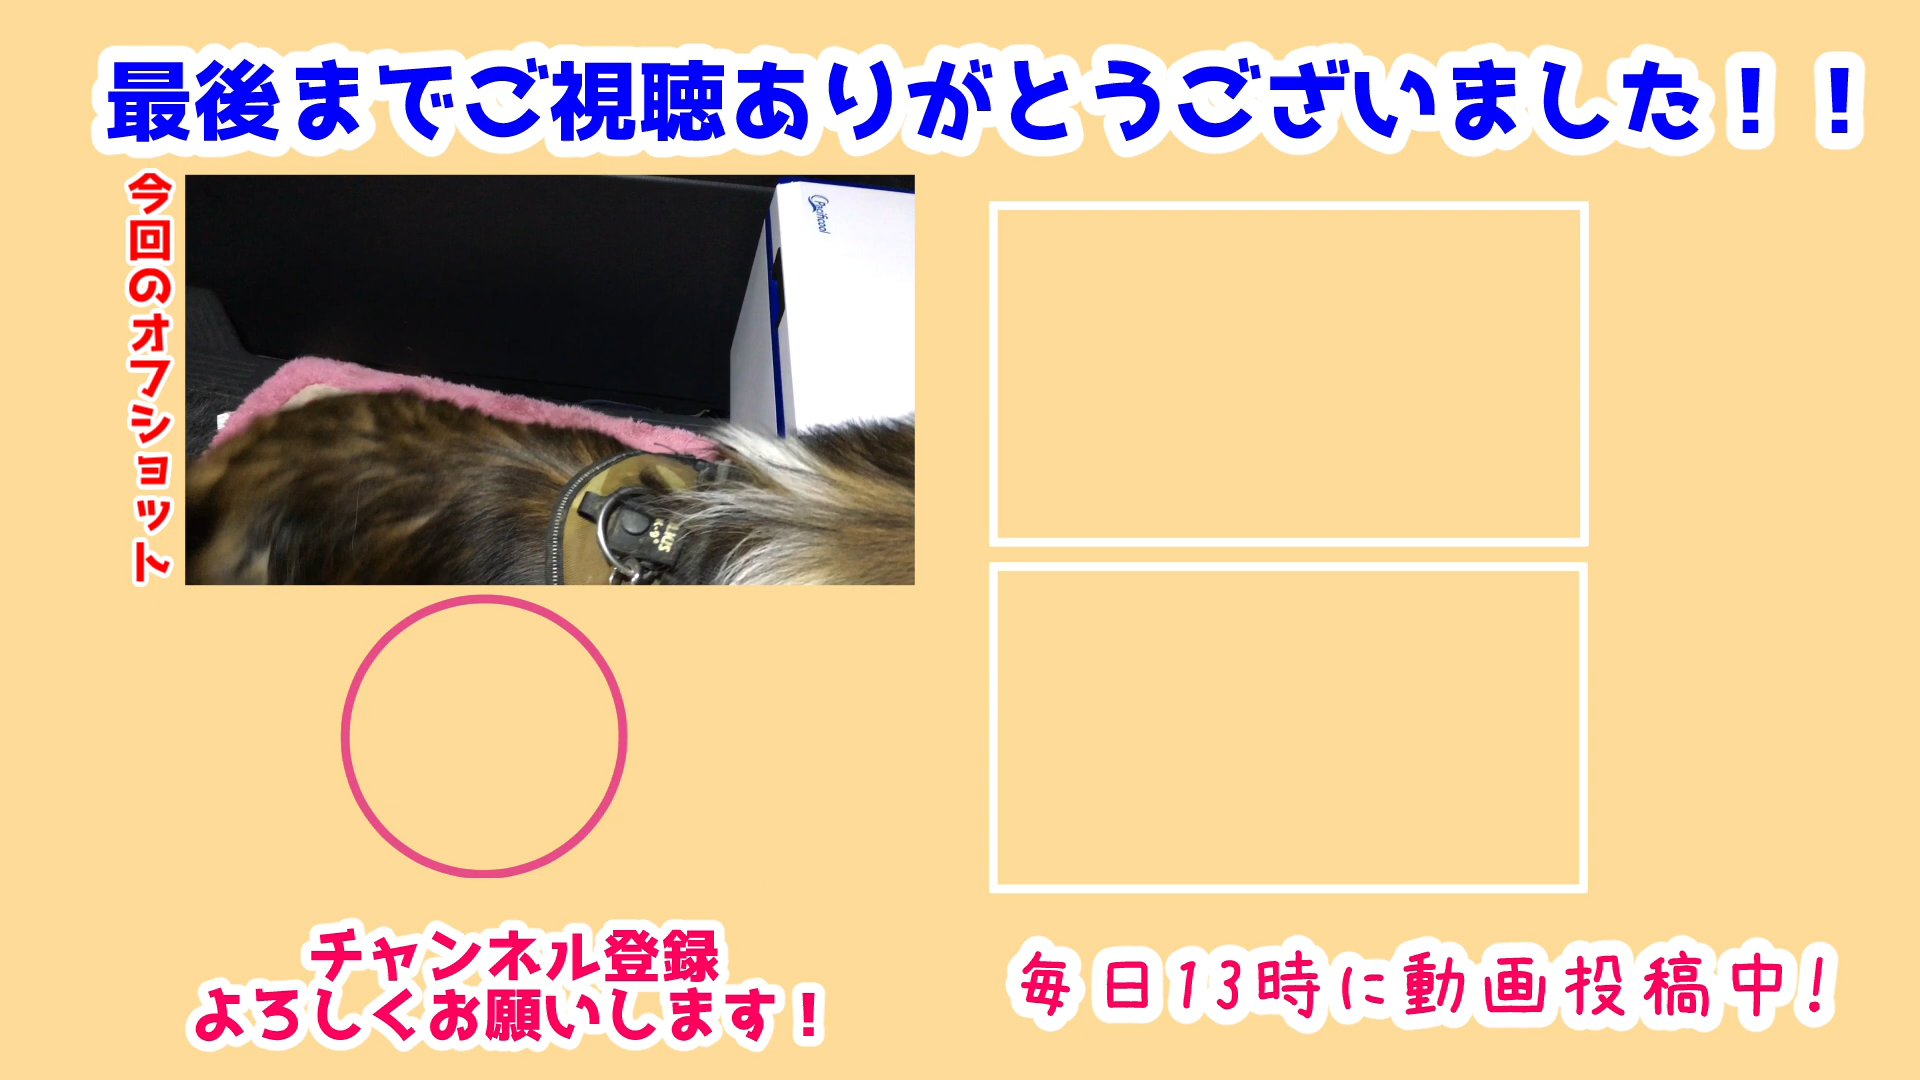 最後までご視聴ありがとうございました！！
今回のオフショット
Pacificool
チャンネル登録
よろしくお願いします！
毎日13時に動画投稿中！